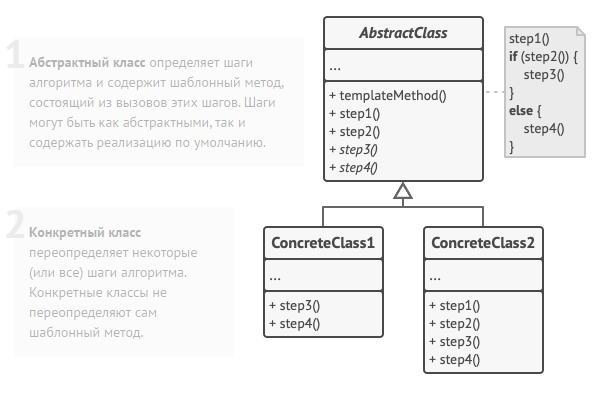 1
Абстрактный класс определяет шаги
алгоритма и содержит шаблонный метод,
состоящий из вызовов этих шагов. Шаги
могут быть как абстрактными, так и
содержать реализацию по умолчанию.
AbstractClass
...
+ templateMethod()
+ step1()
+ step2()
+ step3()
+ step4()
step1()
if (step2()) {
step3()
}
else {
step4()
}
2
Конкретный класс
переопределяет некоторые
(или все) шаги алгоритма.
Конкретные классы не
переопределяют сам
шаблонный метод.
ConcreteClass1
...
+ step3()
+ step4()
ConcreteClass2
...
+ step1()
+ step2()
+ step3()
+ step4()